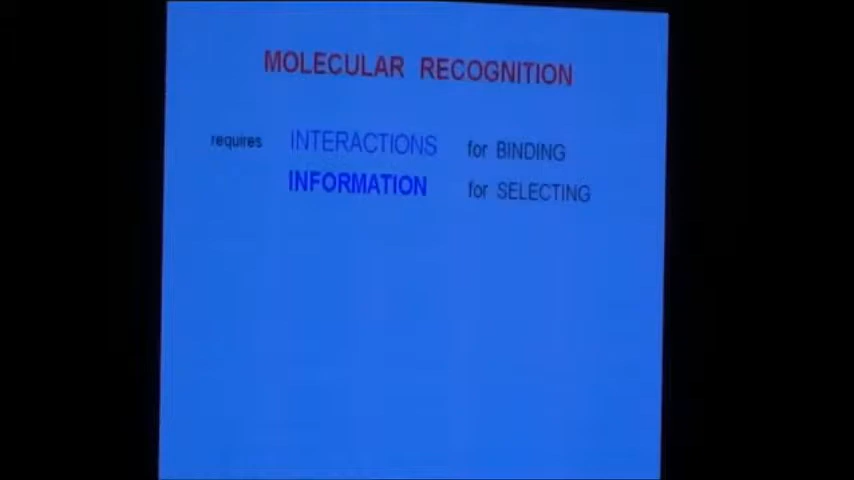 MOLECULAR RECOGNITION
requires INTERACTIONS for BINDING
INFORMATION for SELECTING